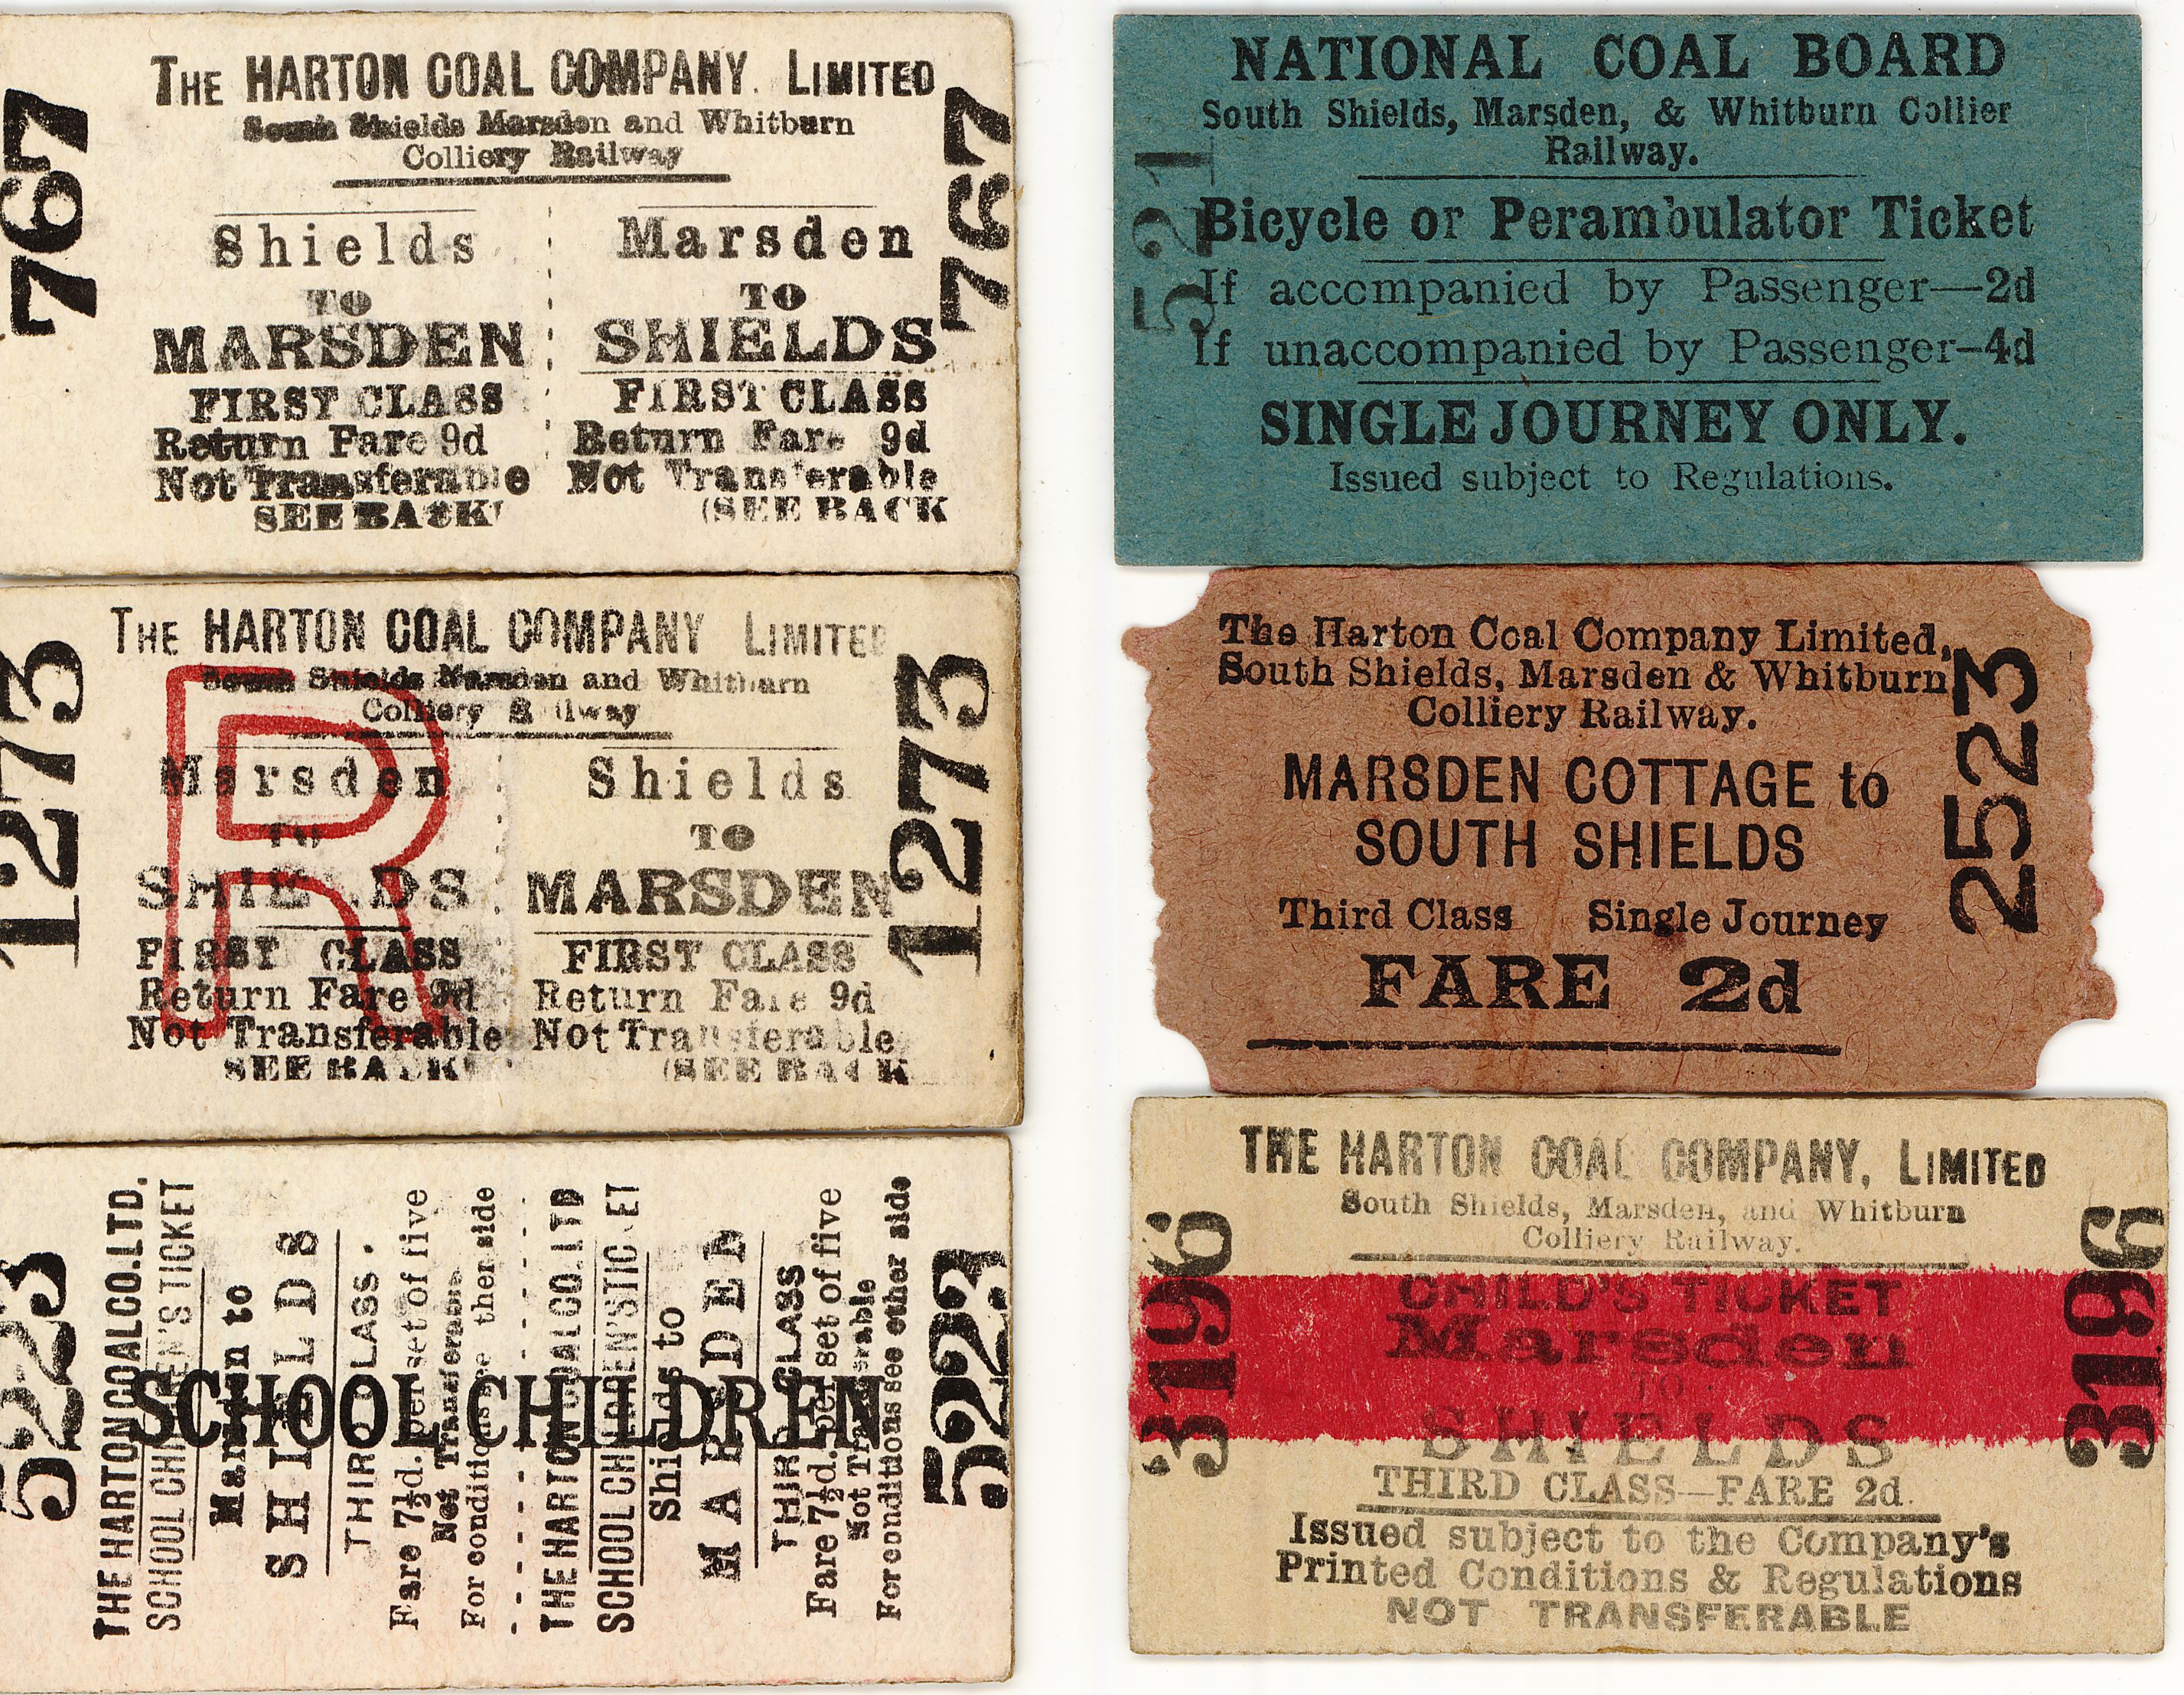 767
THE HARTON COAL COMPANY. LIMITED
South Shields Marsden and Whitburn
Colliery Railway
Shields
TO
MARSDEN
FIRST CLASS
Return Fare 9d
Not Transferable
SEE BACK
Marsden
TO
SHIELDS
FIRST CLASS
Return Fare 9d
Not Transferable
(SEE BACK
767
1273
THE HARTON COAL COMPANY LIMITED
South Shields Marsden and Whitburn
Colliery Railway
R
Marsden
TO
SHIELDS
FIRST CLASS
Return Fare 9d
Not Transferable
SEE BACK
Shields
TO
MARSDEN
FIRST CLASS
Return Fare 9d
Not Transferable
(SEE BACK
1273
5223
THE HARTON COAL CO. LTD.
SCHOOL CHILDREN'S TICKET
Marsden to
SHIELDS
THIRD CLASS.
Fare 7½d. per set of five
Not Transferable
For conditions see other side
THE HARTON COAL CO. LTD
SCHOOL CHILDREN'S TICKET
Shields to
MARSDEN
THIRD CLASS
Fare 7½d. per set of five
Not Transferable
For conditions see other side
SCHOOL CHILDREN
5223
NATIONAL COAL BOARD
South Shields, Marsden, & Whitburn Collier
Railway.
521
Bicycle or Perambulator Ticket
If acccmpanied by Passenger—2d
If unaccompanied by Passenger-4d
SINGLE JOURNEY ONLY.
Issued subject to Regulations.
The Harton Coal Company Limited,
South Shields, Marsden & Whitburn
Colliery Railway.
MARSDEN COTTAGE to
SOUTH SHIELDS
Third Class Single Journey
FARE 2d
2523
THE HARTON COAL COMPANY, LIMITED
South Shields, Marsden, and Whitburn
Colliery Railway.
3196
CHILD'S TICKET
Marsden
TO
SHIELDS
THIRD CLASS—FARE 2d.
Issued subject to the Company's
Printed Conditions & Regulations
NOT TRANSFERABLE
3196